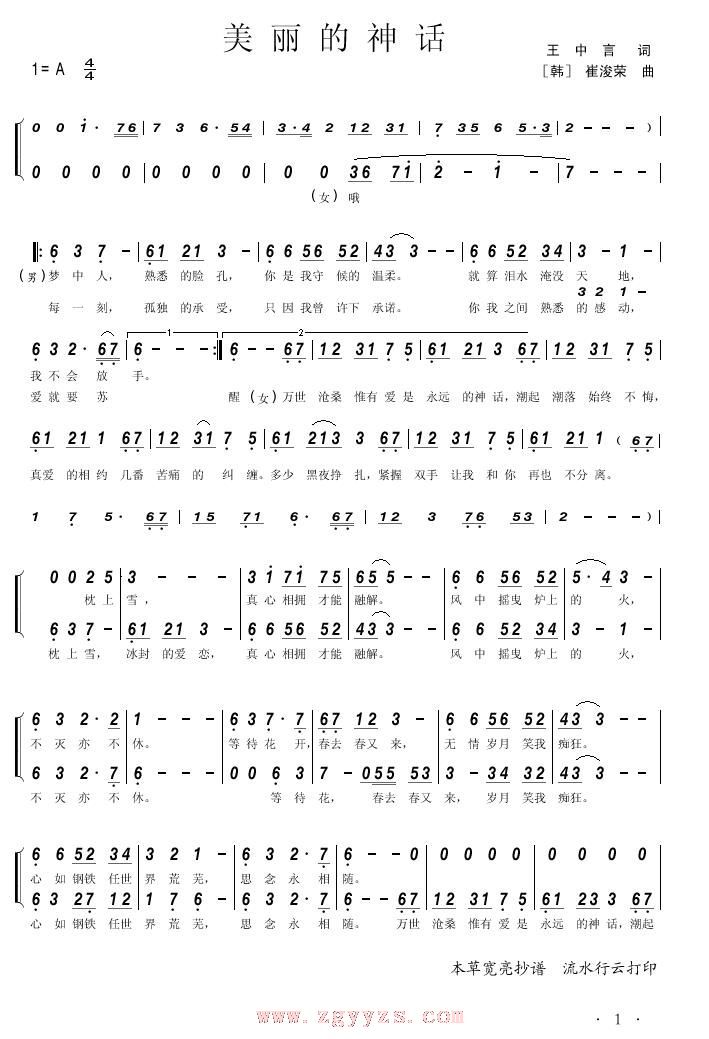 美丽的神话
王中言 词
1=A 4/4
［韩］崔浚荣 曲
0 0 1· 76 | 7 3 6· 54 | 3·4 2 12 31 | 7 35 6 5·3 | 2 - - - )
0 0 0 0 | 0 0 0 0 | 0 0 36 71 | 2 - 1 - | 7 - - -
(女)哦
6 3 7 - | 61 21 3 - | 6 6 56 52 | 43 3 - - | 6 6 52 34 | 3 - 1 - |
(男)梦中人， 熟悉的脸孔， 你是我守候的温柔。 就算泪水淹没天地，
3 2 1 -
每一刻， 孤独的承受， 只因我曾许下承诺。 你我之间熟悉的感动，
1 2
6 3 2· 67 | 6 - - - :| 6 - - 67 | 12 31 7 5 | 61 21 3 67 | 12 31 7 5 |
我不会放手。
爱就要苏 醒(女)万世沧桑惟有爱是永远的神话，潮起潮落始终不悔，
61 21 1 67 | 12 31 7 5 | 61 213 3 67 | 12 31 7 5 | 61 21 1 ( 67 |
真爱的相约几番苦痛的纠缠。多少黑夜挣扎，紧握双手让我和你再也不分离。
1 7 5· 67 | 15 71 6· 67 | 12 3 76 53 | 2 - - - )
0 0 2 5 | 3 - - - | 3 1 71 75 | 65 5 - - | 6 6 56 52 | 5· 4 3 -
枕上雪， 真心相拥才能融解。 风中摇曳炉上的火，
6 3 7 - | 61 21 3 - | 6 6 56 52 | 43 3 - - | 6 6 52 34 | 3 - 1 -
枕上雪， 冰封的爱恋， 真心相拥才能融解。 风中摇曳炉上的火，
6 3 2· 2 | 1 - - - | 6 3 7· 7 | 67 12 3 - | 6 6 56 52 | 43 3 - -
不灭亦不休。 等待花开，春去春又来， 无情岁月笑我痴狂。
6 3 2· 7 | 6 - - - | 0 0 6 3 | 7 - 055 53 | 3 - 34 32 | 43 3 - -
不灭亦不休。 等待花， 春去春又来， 岁月笑我痴狂。
6 6 52 34 | 3 2 1 - | 6 3 2· 7 | 6 - - 0 | 0 0 0 0 | 0 0 0 0
心如钢铁任世界荒芜， 思念永相随。
6 3 27 12 | 1 7 6 - | 6 3 2· 7 | 6 - - 67 | 12 31 7 5 | 61 23 3 67
心如钢铁任世界荒芜， 思念永相随。 万世沧桑惟有爱是永远的神话，潮起
本草宽亮抄谱 流水行云打印
www.zgyyzs.com
· 1 ·